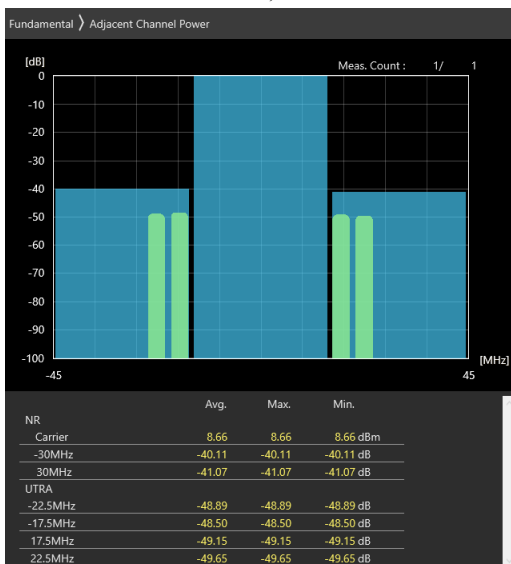 Fundamental 〉 Adjacent Channel Power
[dB]
Meas. Count : 1/ 1
0
-10
-20
-30
-40
-50
-60
-70
-80
-90
-100
[MHz]
-45 45
Avg. Max. Min.
NR
Carrier 8.66 8.66 8.66 dBm
-30MHz -40.11 -40.11 -40.11 dB
30MHz -41.07 -41.07 -41.07 dB
UTRA
-22.5MHz -48.89 -48.89 -48.89 dB
-17.5MHz -48.50 -48.50 -48.50 dB
17.5MHz -49.15 -49.15 -49.15 dB
22.5MHz -49.65 -49.65 -49.65 dB